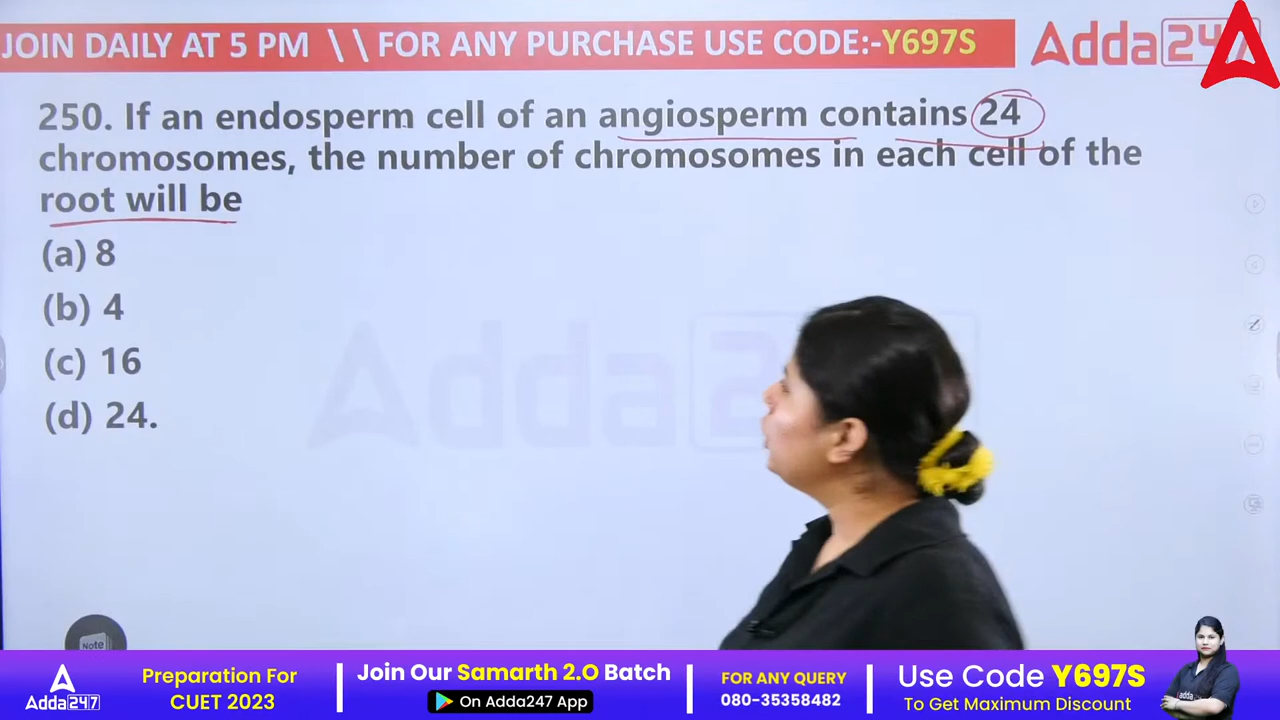 JOIN DAILY AT 5 PM \\ FOR ANY PURCHASE USE CODE:-Y697S
Adda247
250. If an endosperm cell of an angiosperm contains 24
chromosomes, the number of chromosomes in each cell of the
root will be
(a) 8
(b) 4
(c) 16
(d) 24.
Adda247
Note
Adda247
Preparation For
CUET 2023
Join Our Samarth 2.O Batch
On Adda247 App
FOR ANY QUERY
080-35358482
Use Code Y697S
To Get Maximum Discount
adda247